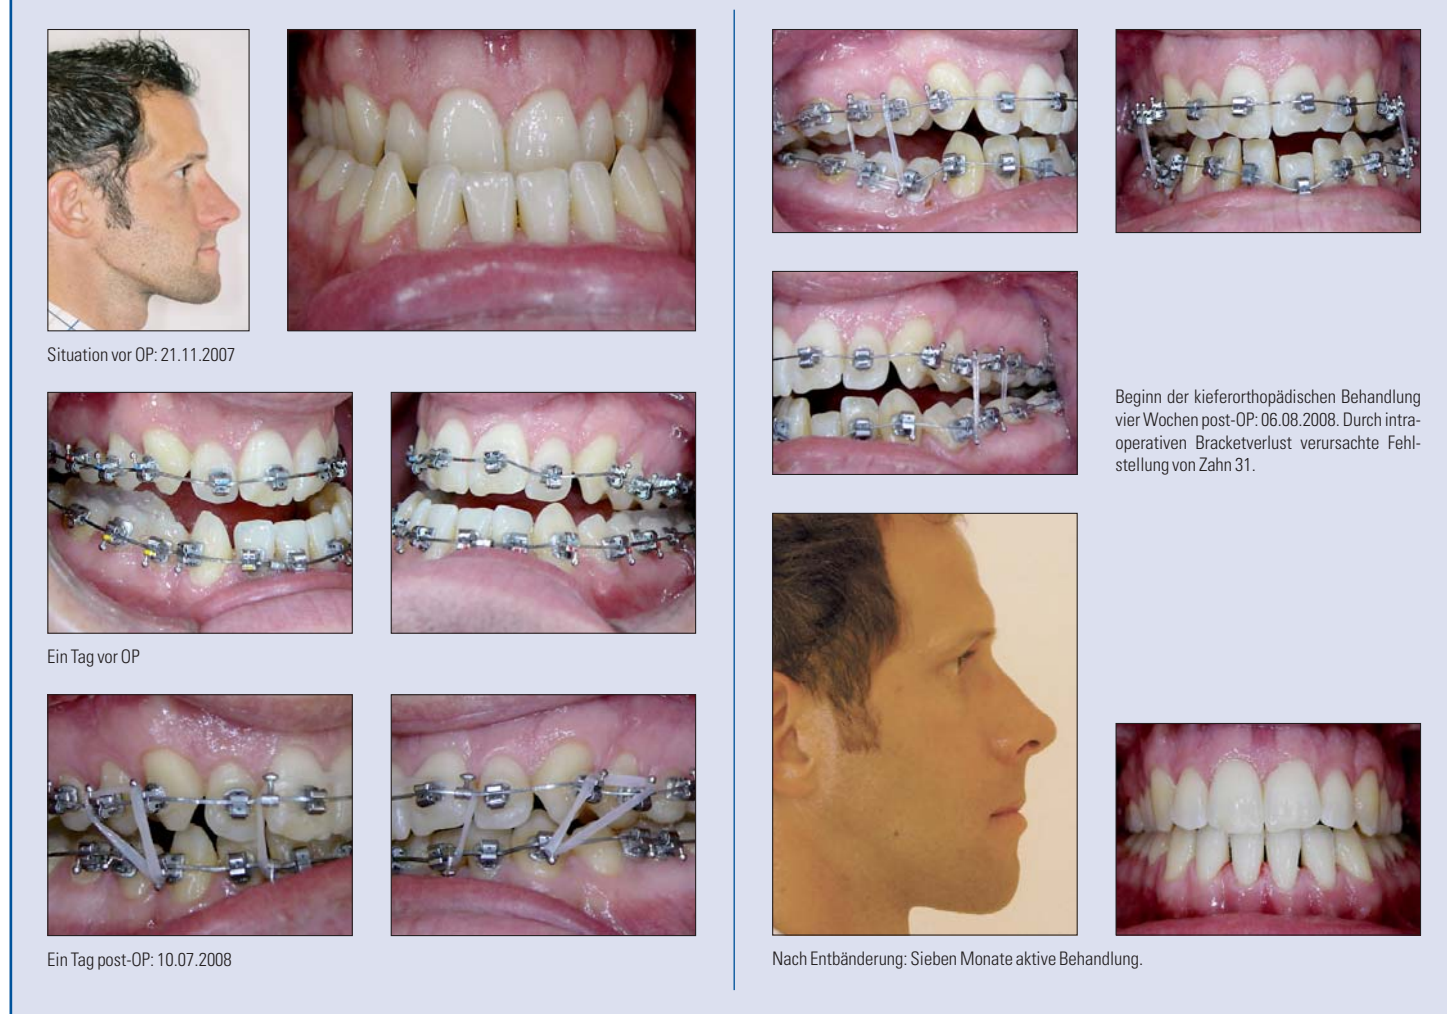 Situation vor OP: 21.11.2007
Ein Tag vor OP
Ein Tag post-OP: 10.07.2008
Beginn der kieferorthopädischen Behandlung
vier Wochen post-OP: 06.08.2008. Durch intra-
operativen Bracketverlust verursachte Fehl-
stellung von Zahn 31.
Nach Entbänderung: Sieben Monate aktive Behandlung.